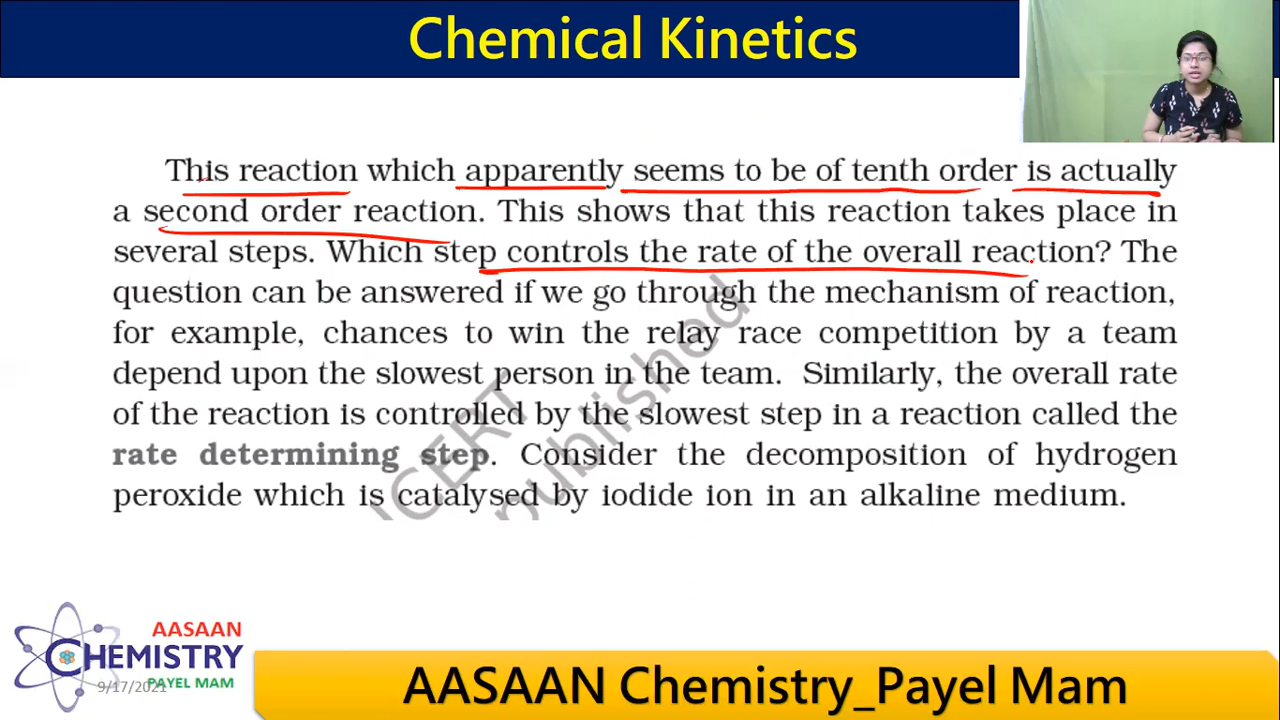 Chemical Kinetics
This reaction which apparently seems to be of tenth order is actually
a second order reaction. This shows that this reaction takes place in
several steps. Which step controls the rate of the overall reaction? The
question can be answered if we go through the mechanism of reaction,
for example, chances to win the relay race competition by a team
depend upon the slowest person in the team. Similarly, the overall rate
of the reaction is controlled by the slowest step in a reaction called the
rate determining step. Consider the decomposition of hydrogen
peroxide which is catalysed by iodide ion in an alkaline medium.
published
AASAAN
CHEMISTRY
PAYEL MAM
9/17/2021
AASAAN Chemistry_Payel Mam